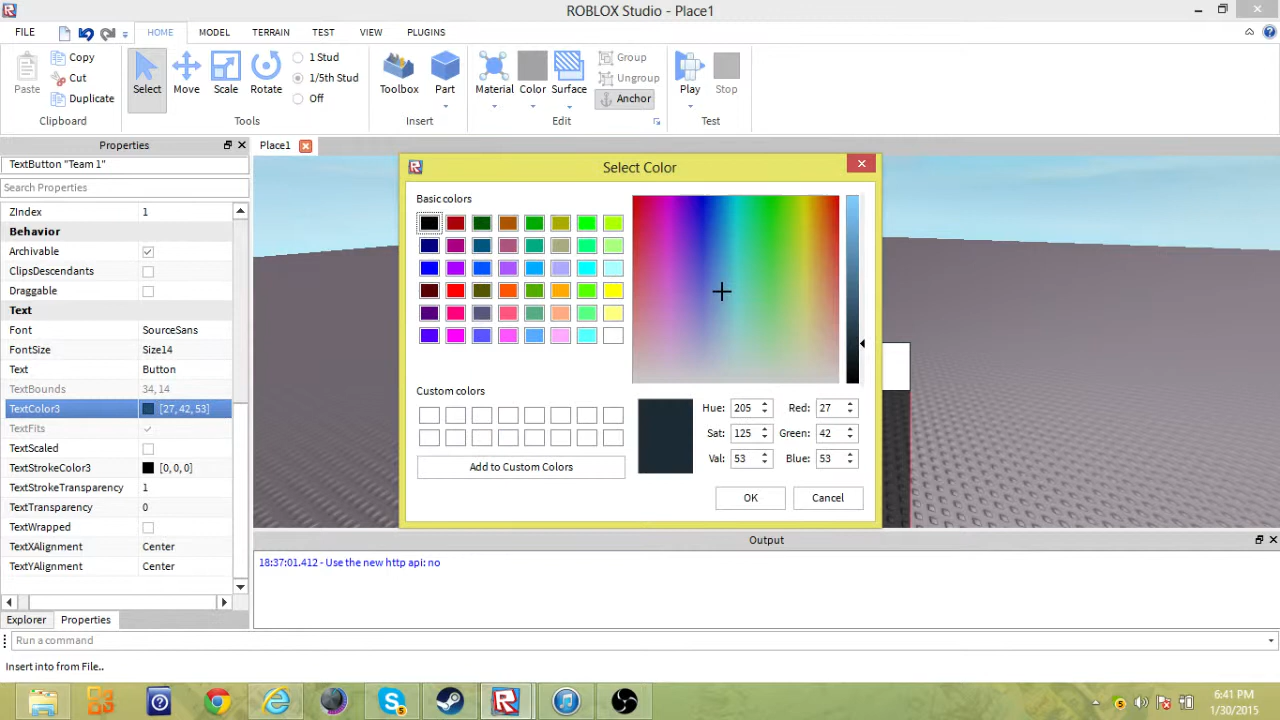 ROBLOX Studio - Place1
FILE HOME MODEL TERRAIN TEST VIEW PLUGINS
Paste Copy Cut Duplicate Clipboard
Select Move Scale Rotate 1 Stud 1/5th Stud Off Tools
Toolbox Part Insert
Material Color Surface Group Ungroup Anchor Edit
Play Stop Test
Properties
Place1
TextButton "Team 1"
Search Properties
ZIndex 1
Behavior
Archivable
ClipsDescendants
Draggable
Text
Font SourceSans
FontSize Size14
Text Button
TextBounds 34, 14
TextColor3 [27, 42, 53]
TextFits
TextScaled
TextStrokeColor3 [0, 0, 0]
TextStrokeTransparency 1
TextTransparency 0
TextWrapped
TextXAlignment Center
TextYAlignment Center
Explorer Properties
Select Color
Basic colors
Custom colors
Add to Custom Colors
Hue: 205 Red: 27
Sat: 125 Green: 42
Val: 53 Blue: 53
OK Cancel
Output
18:37:01.412 - Use the new http api: no
Run a command
Insert into from File..
6:41 PM
1/30/2015